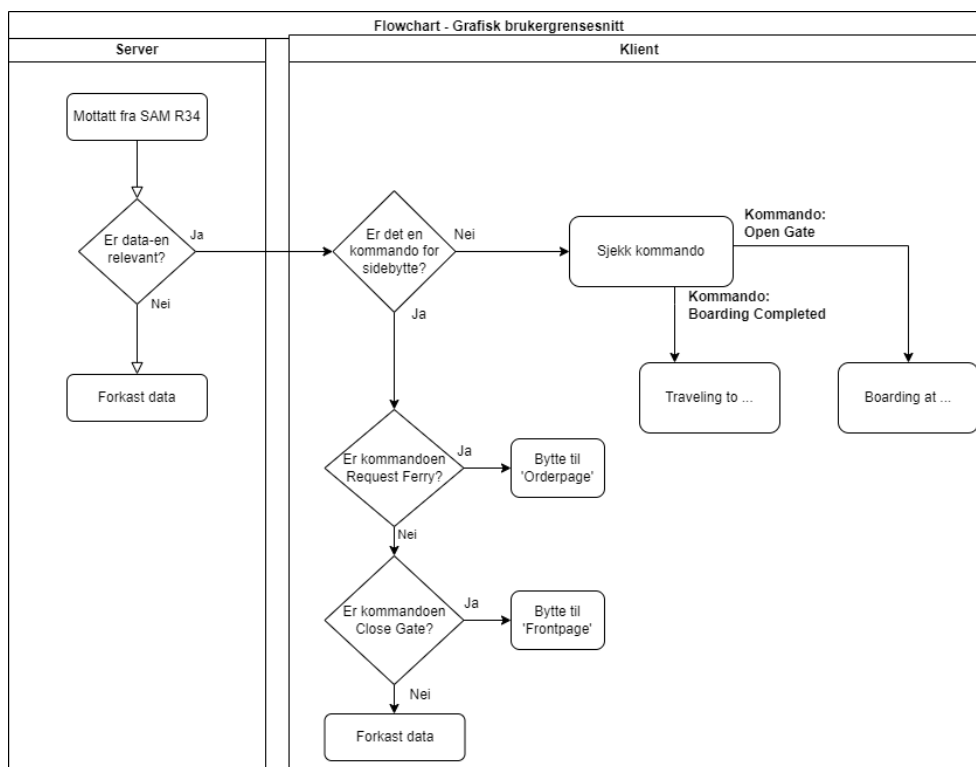 Flowchart - Grafisk brukergrensesnitt
Server
Klient
Mottatt fra SAM R34
Er data-en
relevant?
Ja
Nei
Forkast data
Er det en
kommando for
sidebytte?
Nei
Ja
Sjekk kommando
Kommando:
Open Gate
Kommando:
Boarding Completed
Traveling to ...
Boarding at ...
Er kommandoen
Request Ferry?
Ja
Bytte til
'Orderpage'
Nei
Er kommandoen
Close Gate?
Ja
Bytte til
'Frontpage'
Nei
Forkast data